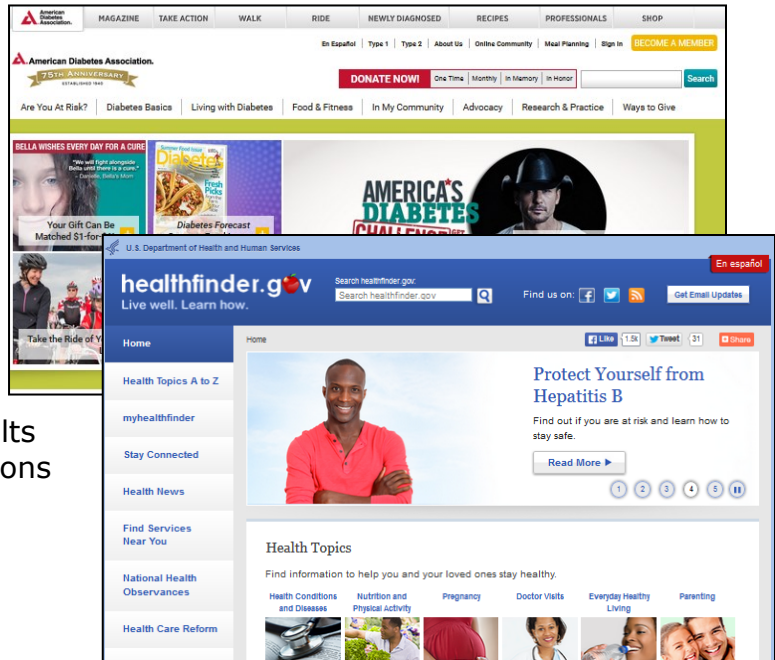 American
Diabetes
Association.
MAGAZINE TAKE ACTION WALK RIDE NEWLY DIAGNOSED RECIPES PROFESSIONALS SHOP
En Español Type 1 Type 2 About Us Online Community Meal Planning Sign In BECOME A MEMBER
American Diabetes Association.
75TH ANNIVERSARY
ESTABLISHED 1940
DONATE NOW! One Time Monthly In Memory In Honor Search
Are You At Risk? Diabetes Basics Living with Diabetes Food & Fitness In My Community Advocacy Research & Practice Ways to Give
BELLA WISHES EVERY DAY FOR A CURE
"We will fight alongside
Bella until there is a cure."
– Danielle, Bella's Mom
Your Gift Can Be
Matched $1-for-
Summer Food Issue
Diabetes
Fresh
Picks
Diabetes Forecast
AMERICA'S
DIABETES
CHALLENGE
Take the Ride of Y
lts
ons
U.S. Department of Health and Human Services
En español
healthfinder.gov
Live well. Learn how.
Search healthfinder.gov:
Search healthfinder.gov
Find us on:
Get Email Updates
Home
Health Topics A to Z
myhealthfinder
Stay Connected
Health News
Find Services
Near You
National Health
Observances
Health Care Reform
Home
Like 1.5k Tweet 31 Share
Protect Yourself from
Hepatitis B
Find out if you are at risk and learn how to
stay safe.
Read More
1 2 3 4 5
Health Topics
Find information to help you and your loved ones stay healthy.
Health Conditions
and Diseases
Nutrition and
Physical Activity
Pregnancy
Doctor Visits
Everyday Healthy
Living
Parenting